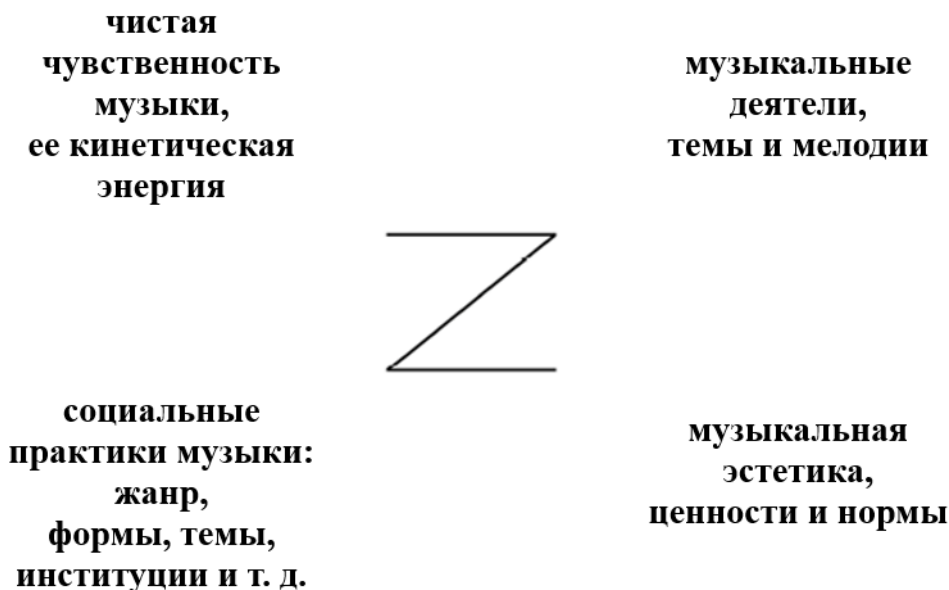 чистая
чувственность
музыки,
ее кинетическая
энергия
музыкальные
деятели,
темы и мелодии
социальные
практики музыки:
жанр,
формы, темы,
институции и т. д.
музыкальная
эстетика,
ценности и нормы